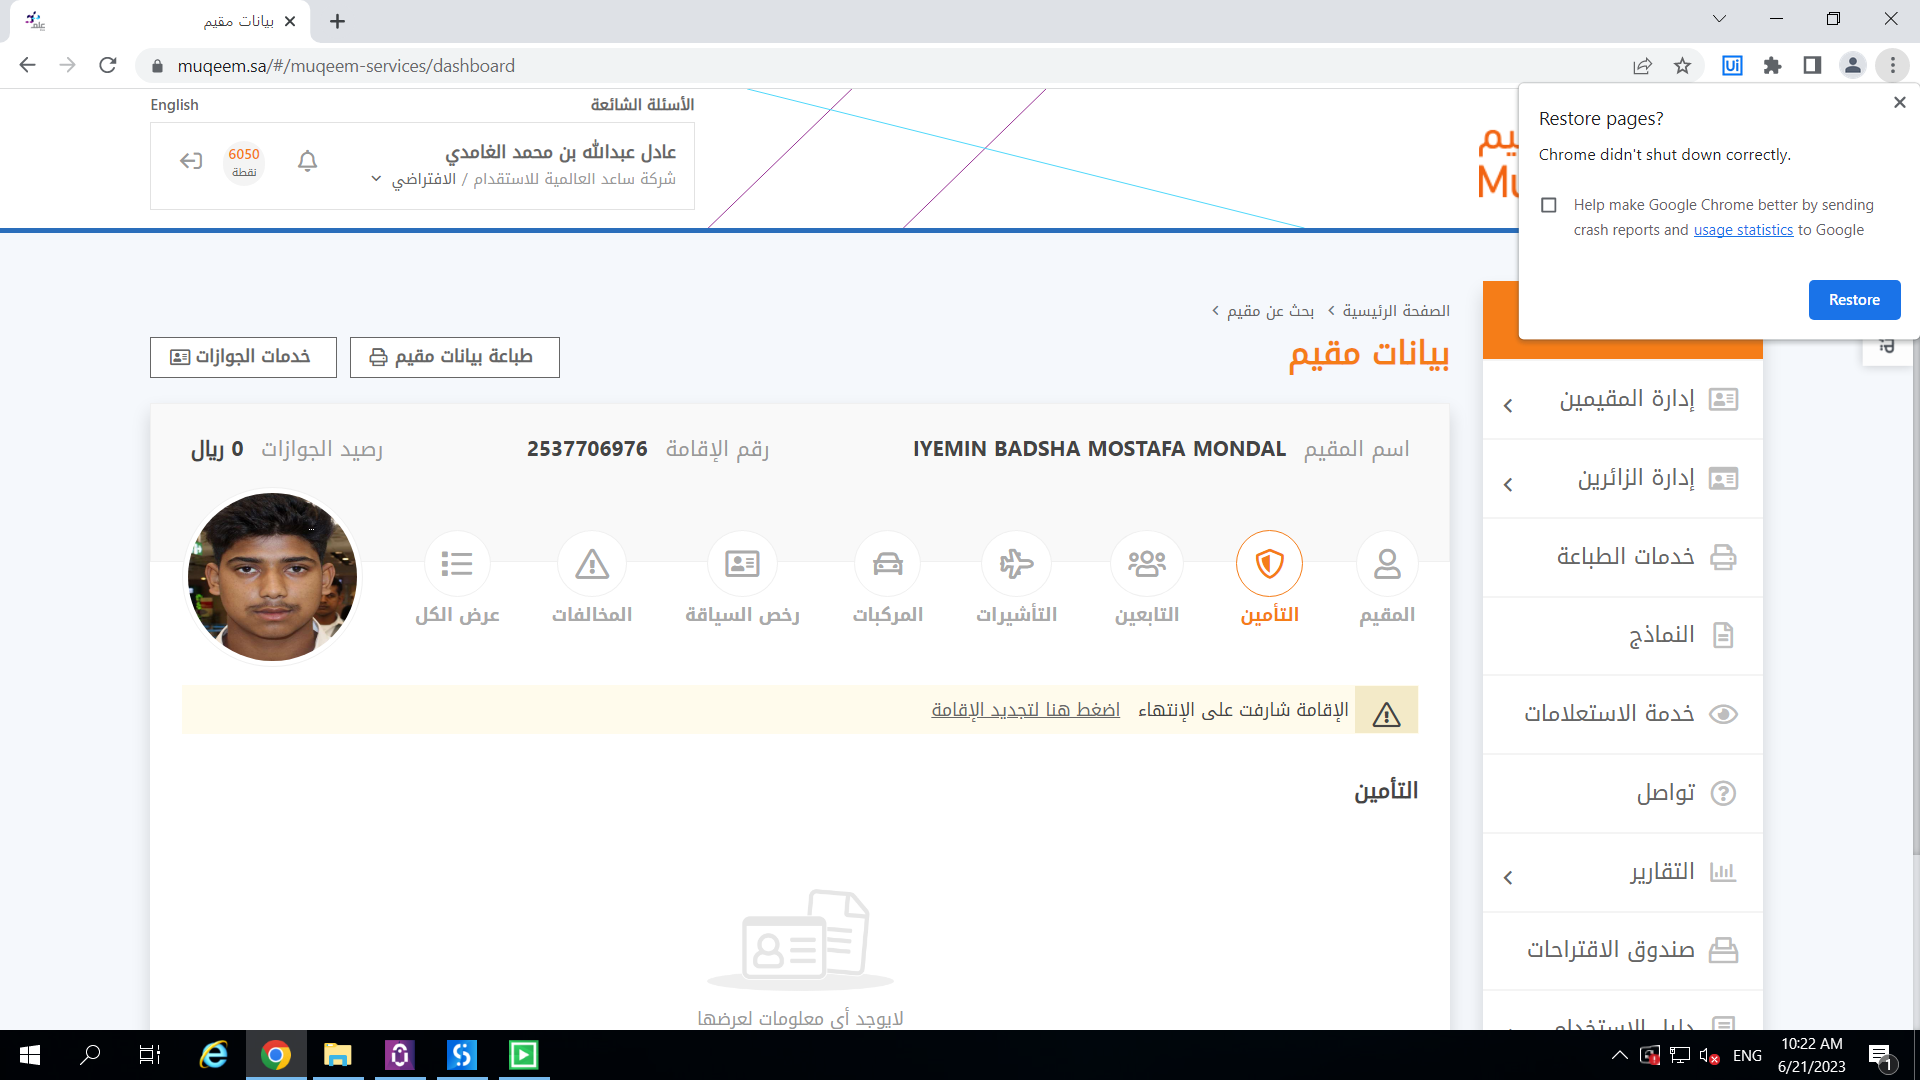 بيانات مقيم
muqeem.sa/#/muqeem-services/dashboard
English
الأسئلة الشائعة
عادل عبدالله بن محمد الغامدي
شركة ساعد العالمية للاستقدام / الافتراضي
6050
نقطة
Restore pages?
Chrome didn't shut down correctly.
Help make Google Chrome better by sending
crash reports and usage statistics to Google
Restore
الصفحة الرئيسية
بحث عن مقيم
بيانات مقيم
طباعة بيانات مقيم
خدمات الجوازات
اسم المقيم IYEMIN BADSHA MOSTAFA MONDAL
رقم الإقامة 2537706976
رصيد الجوازات 0 ريال
المقيم
التأمين
التابعين
التأشيرات
المركبات
رخص السياقة
المخالفات
عرض الكل
الإقامة شارفت على الإنتهاء اضغط هنا لتجديد الإقامة
التأمين
لايوجد أي معلومات لعرضها
إدارة المقيمين
إدارة الزائرين
خدمات الطباعة
النماذج
خدمة الاستعلامات
تواصل
التقارير
صندوق الاقتراحات
دليل الاستخدام
ENG
10:22 AM
6/21/2023
1